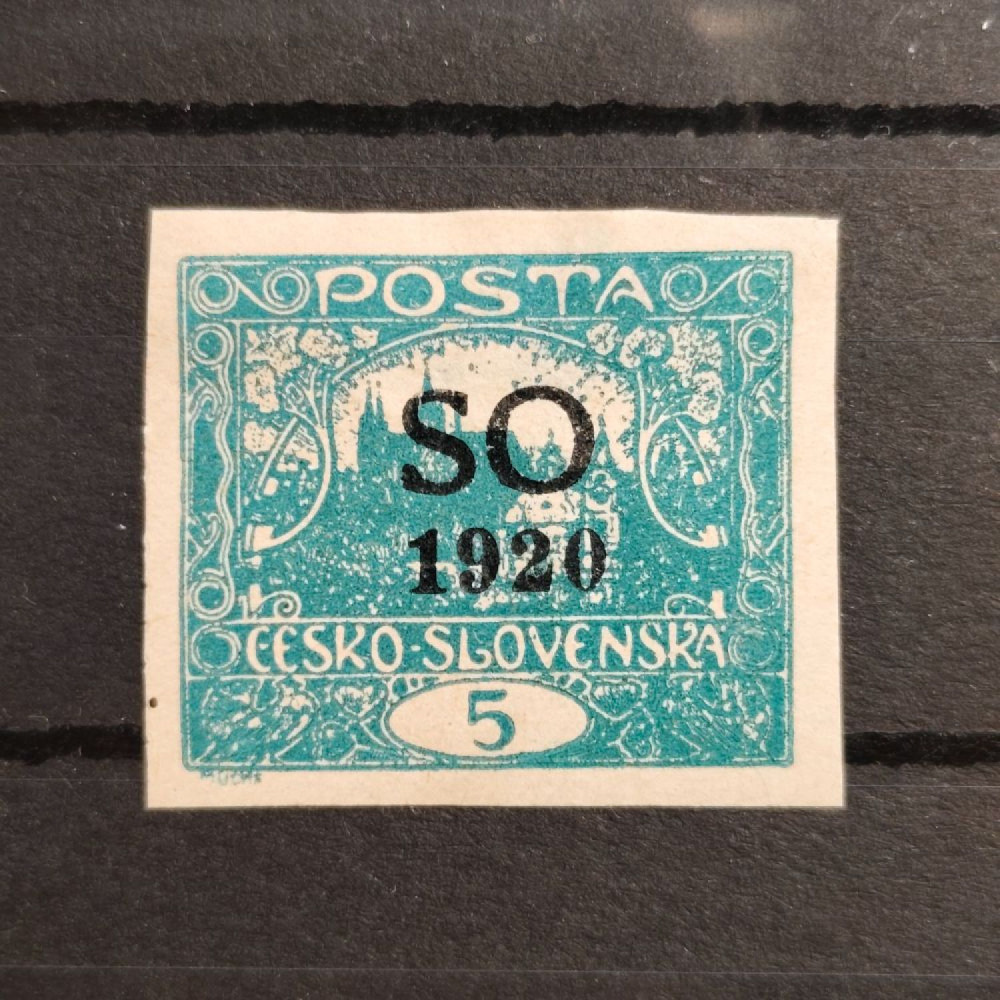 POSTA
SO
1920
ČESKO-SLOVENSKÁ
5